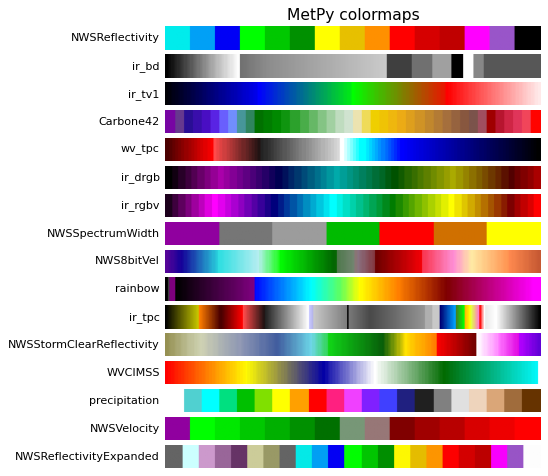 MetPy colormaps
NWSReflectivity
ir_bd
ir_tv1
Carbone42
wv_tpc
ir_drgb
ir_rgbv
NWSSpectrumWidth
NWS8bitVel
rainbow
ir_tpc
NWSStormClearReflectivity
WVCIMSS
precipitation
NWSVelocity
NWSReflectivityExpanded